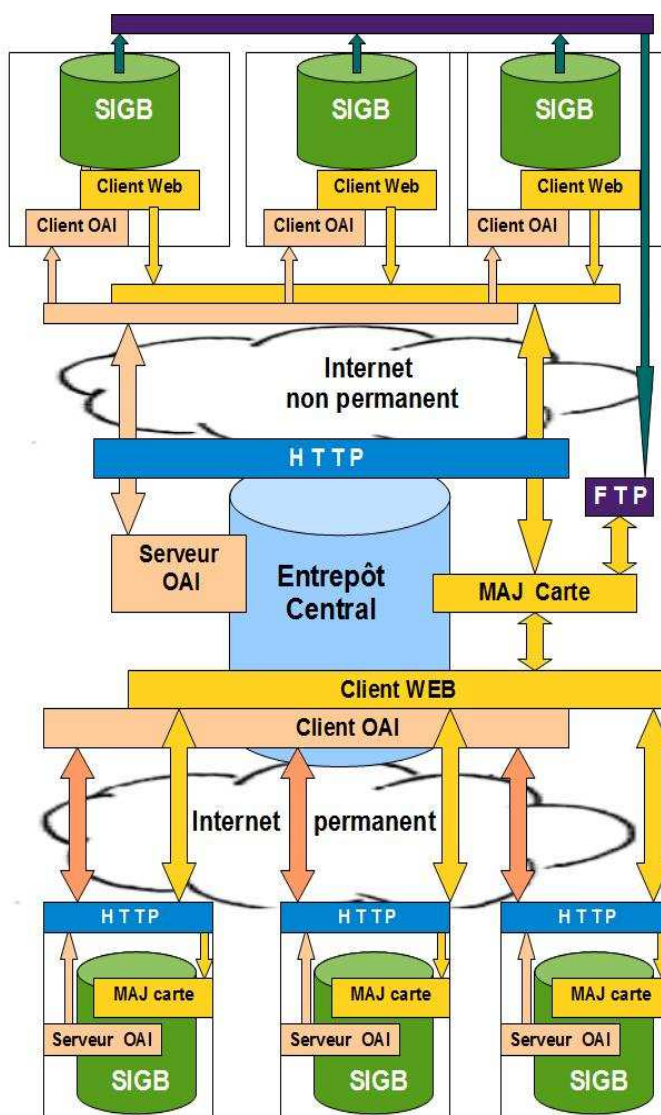 SIGB
SIGB
SIGB
Client Web
Client Web
Client Web
Client OAI
Client OAI
Client OAI
Internet
non permanent
HTTP
FTP
Serveur
OAI
Entrepôt
Central
MAJ Carte
Client WEB
Client OAI
Internet permanent
HTTP
HTTP
HTTP
MAJ carte
MAJ carte
MAJ carte
Serveur OAI
Serveur OAI
Serveur OAI
SIGB
SIGB
SIGB